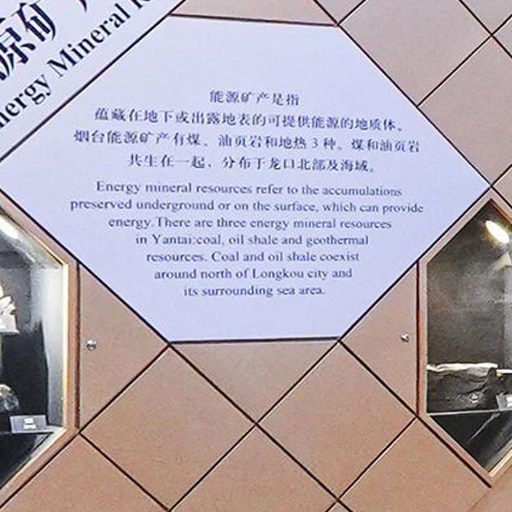 源矿产
nergy Mineral R
能源矿产是指
蕴藏在地下或出露地表的可提供能源的地质体。
烟台能源矿产有煤、油页岩和地热 3 种。煤和油页岩
共生在一起，分布于龙口北部及海域。
Energy mineral resources refer to the accumulations
preserved underground or on the surface, which can provide
energy.There are three energy mineral resources
in Yantai:coal, oil shale and geothermal
resources. Coal and oil shale coexist
around north of Longkou city and
its surrounding sea area.